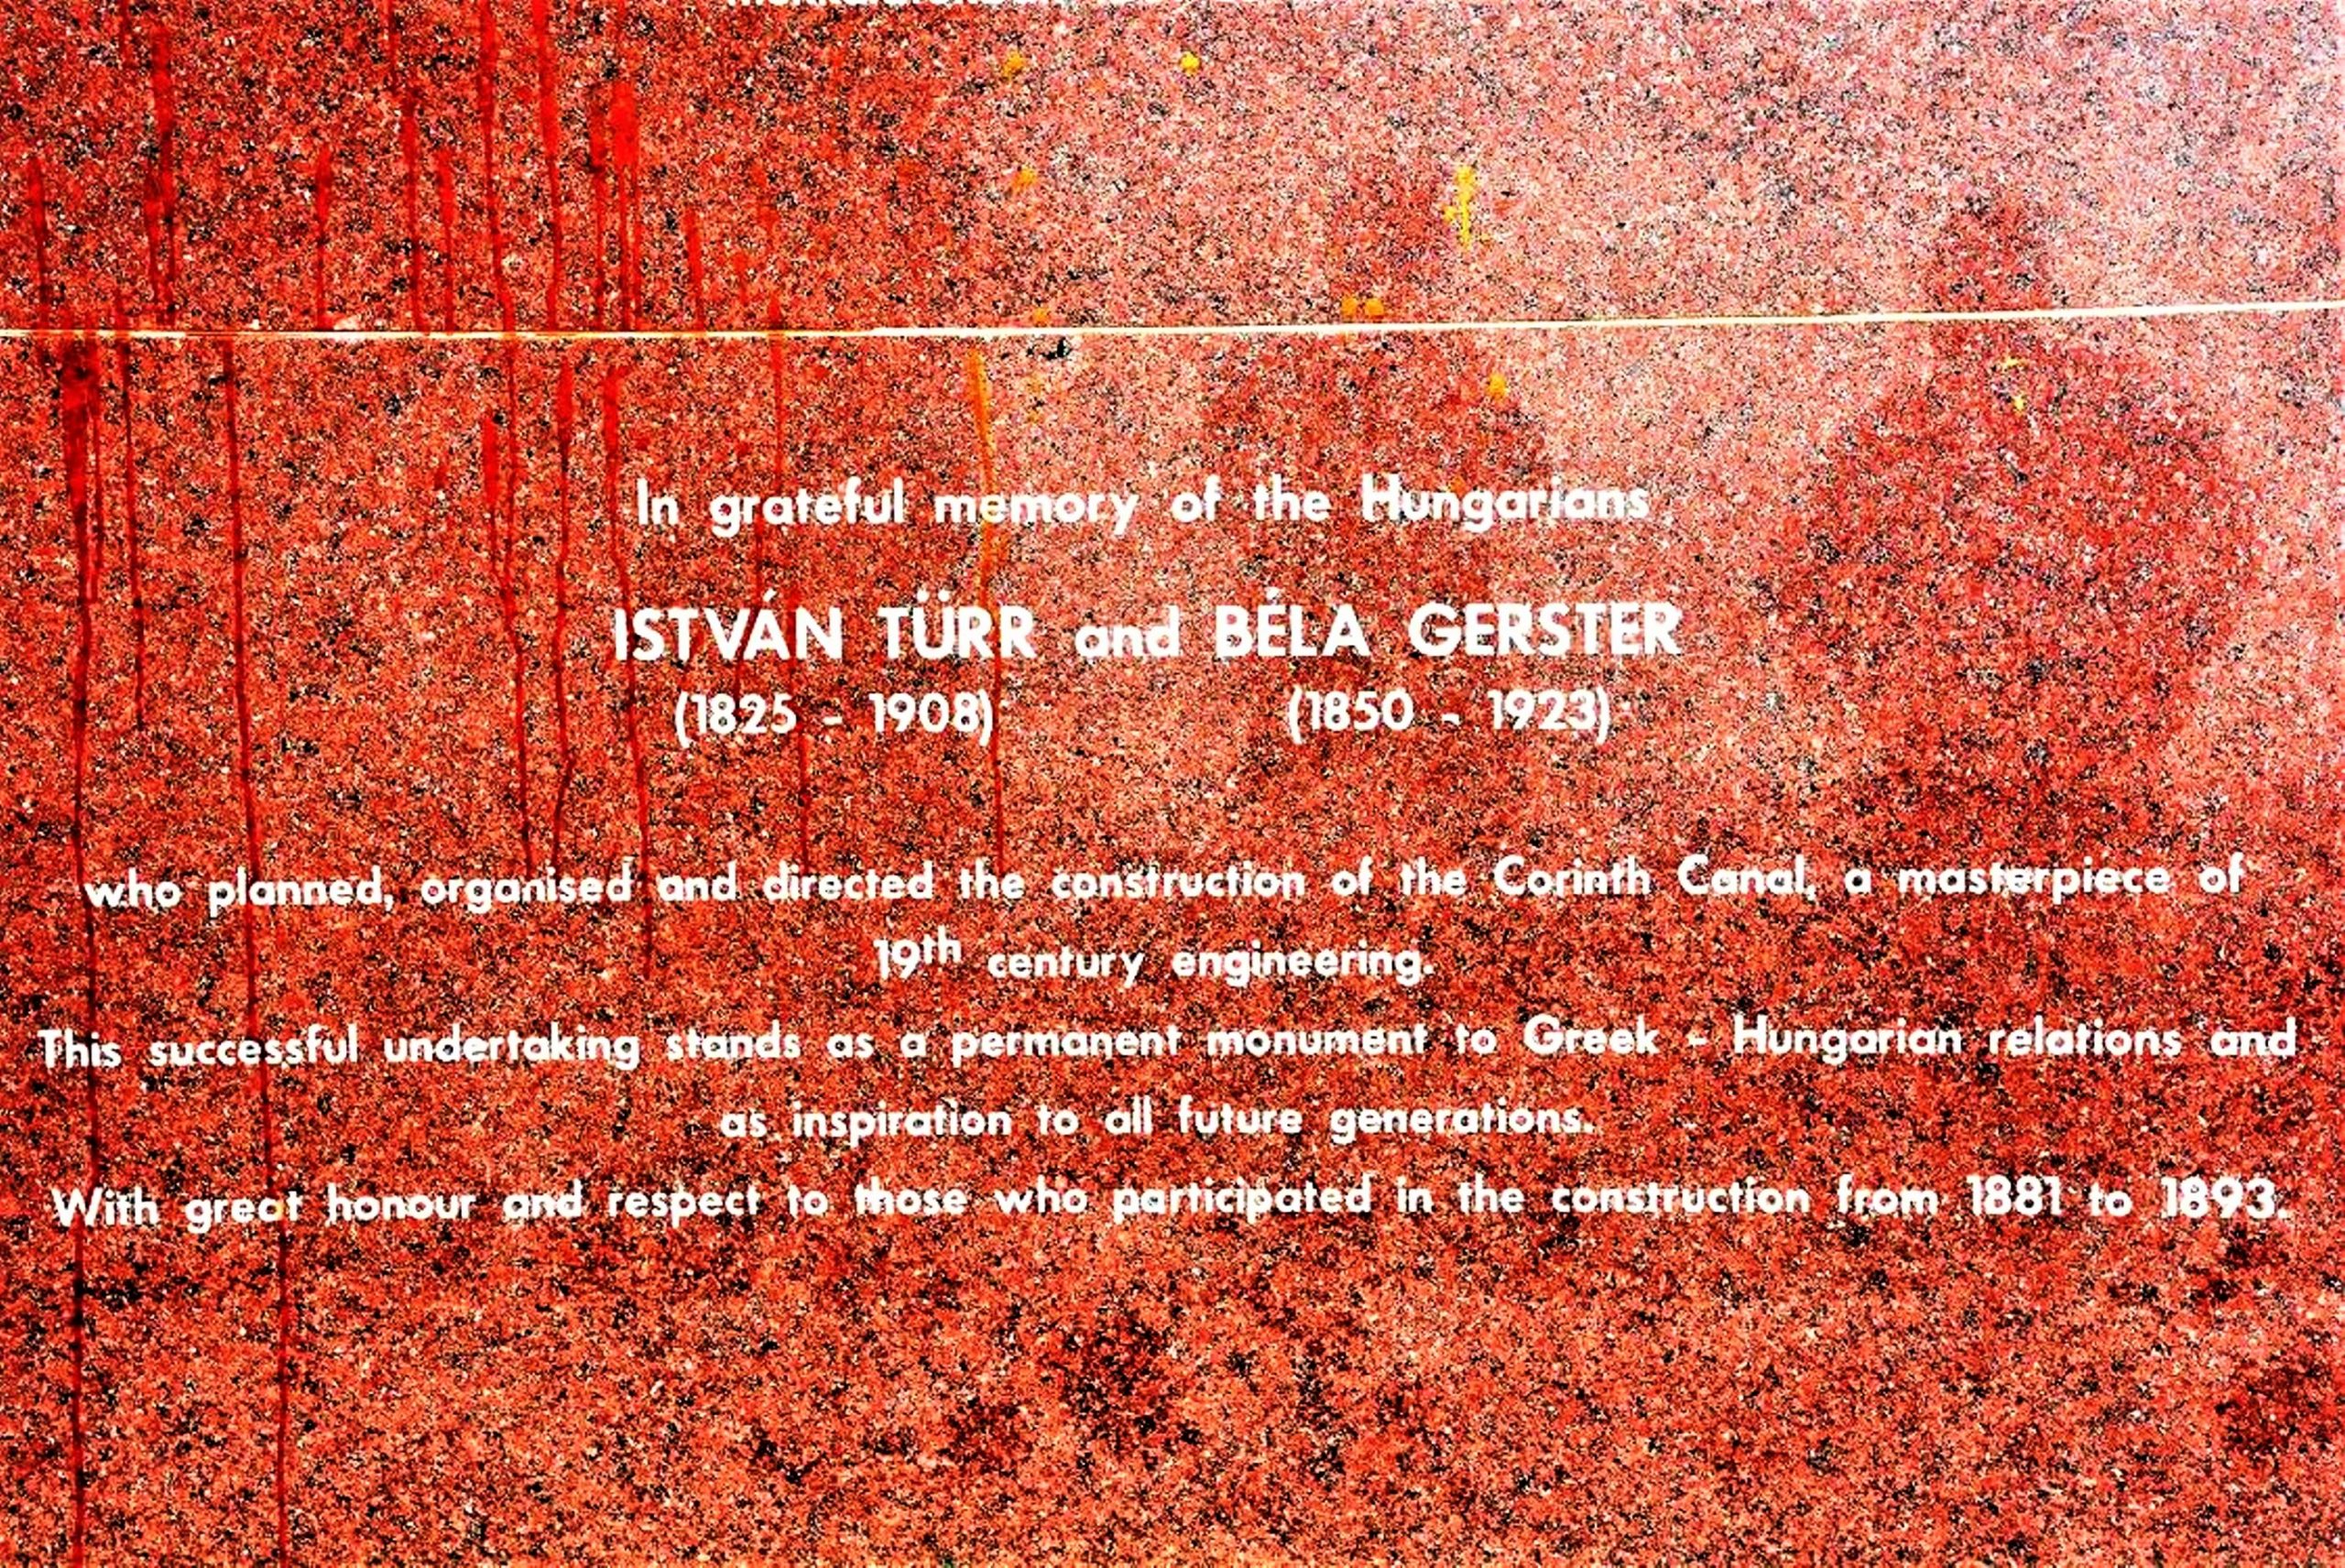 In grateful memory of the Hungarians
ISTVÁN TÜRR and BÉLA GERSTER
(1825 - 1908) (1850 - 1923)
who planned, organised and directed the construction of the Corinth Canal, a masterpiece of
19th century engineering.
This successful undertaking stands as a permanent monument to Greek - Hungarian relations and
as inspiration to all future generations.
With great honour and respect to those who participated in the construction from 1881 to 1893.